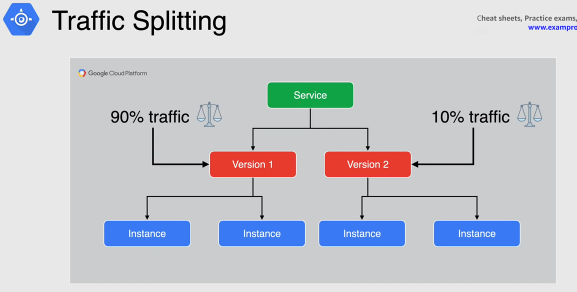 Traffic Splitting
Cheat sheets, Practice exams,
www.exampro
Google Cloud Platform
Service
90% traffic
10% traffic
Version 1
Version 2
Instance
Instance
Instance
Instance